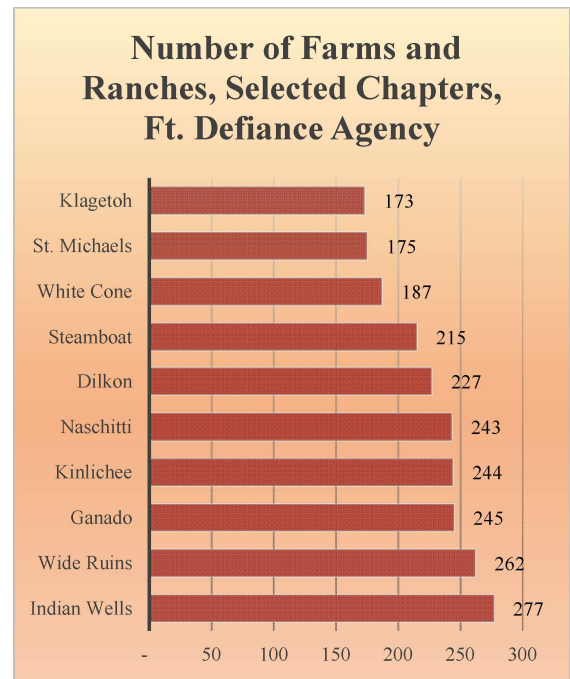 Number of Farms and
Ranches, Selected Chapters,
Ft. Defiance Agency
Klagetoh 173
St. Michaels 175
White Cone 187
Steamboat 215
Dilkon 227
Naschitti 243
Kinlichee 244
Ganado 245
Wide Ruins 262
Indian Wells 277
- 50 100 150 200 250 300